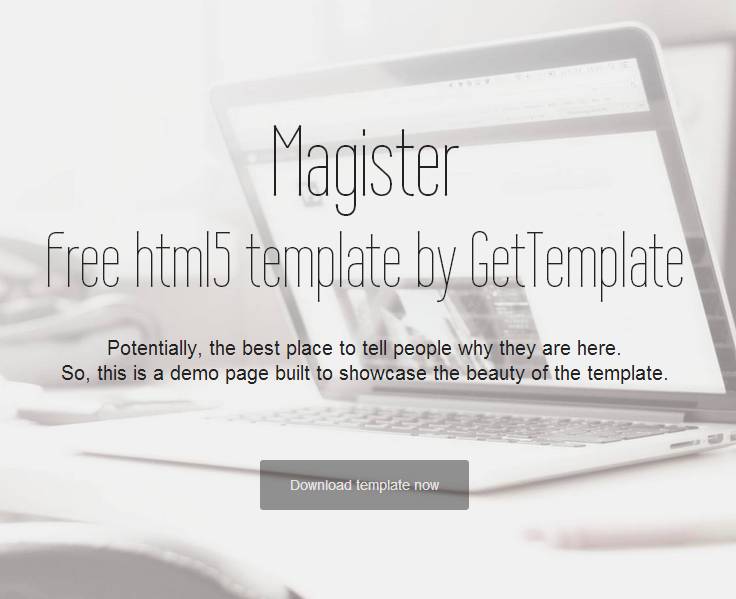 Magister
Free html5 template by GetTemplate
Potentially, the best place to tell people why they are here.
So, this is a demo page built to showcase the beauty of the template.
Download template now